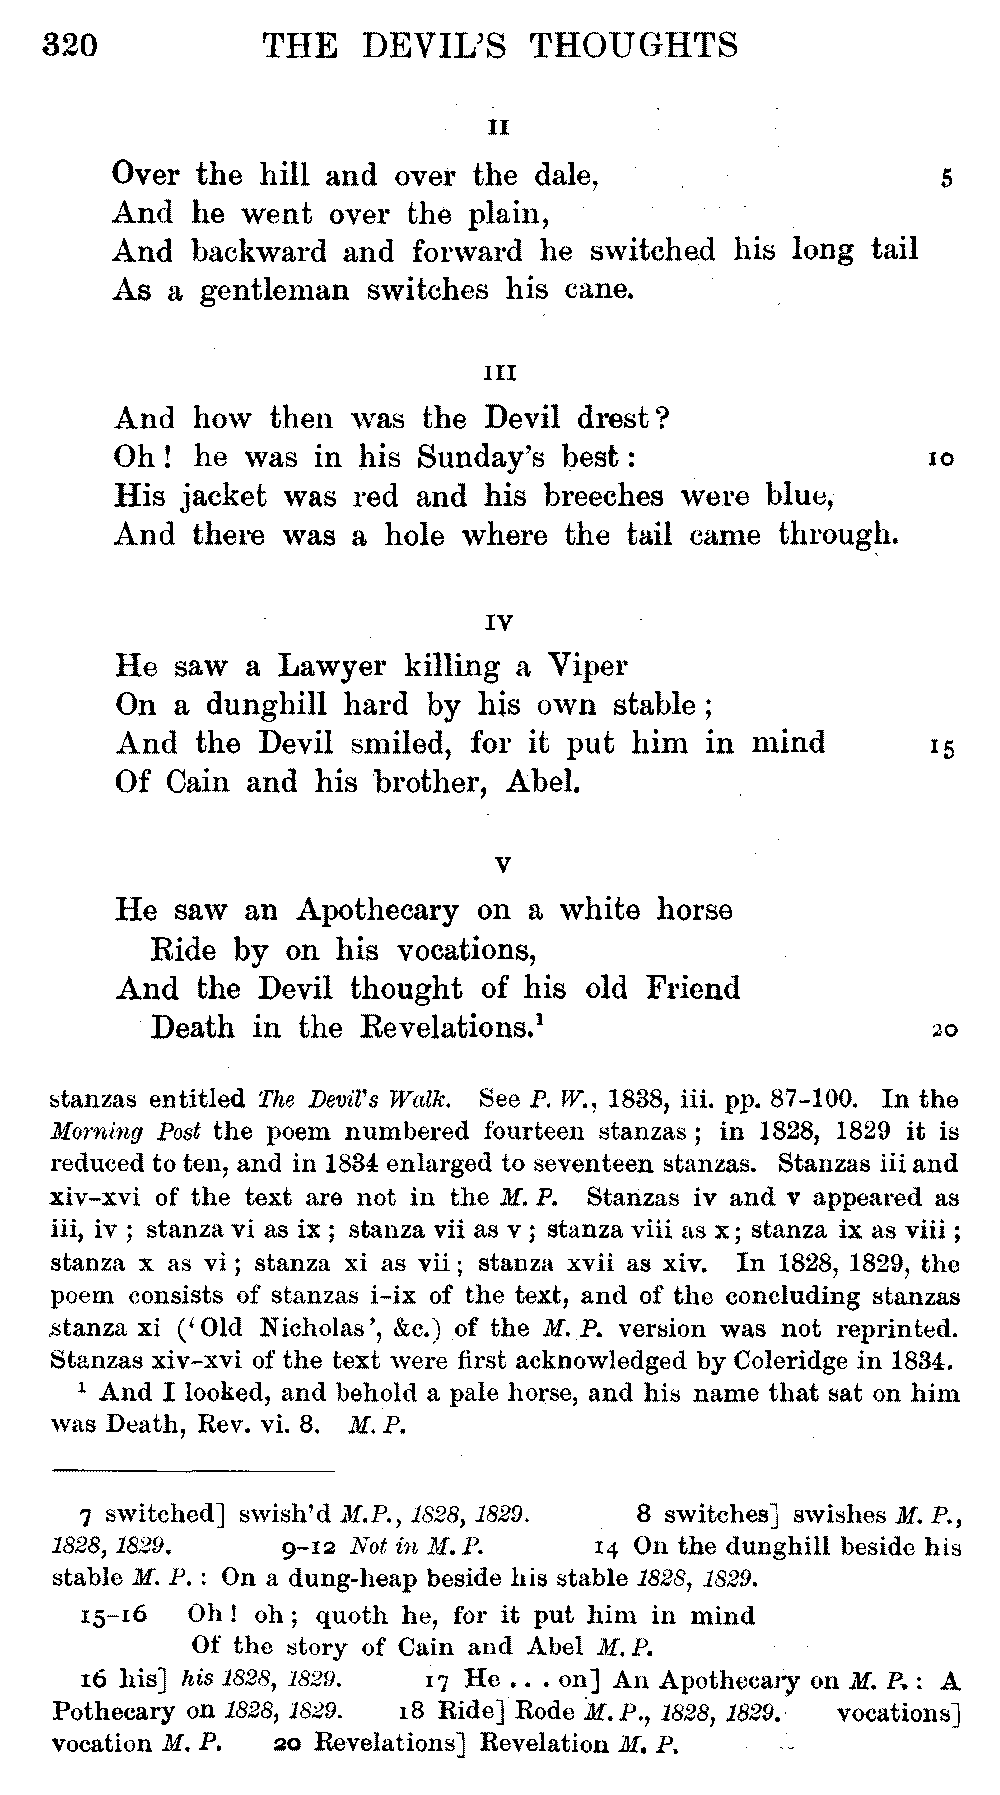 320 THE DEVIL'S THOUGHTS
II
Over the hill and over the dale, 5
And he went over the plain,
And backward and forward he switched his long tail
As a gentleman switches his cane.
III
And how then was the Devil drest?
Oh! he was in his Sunday's best: 10
His jacket was red and his breeches were blue,
And there was a hole where the tail came through.
IV
He saw a Lawyer killing a Viper
On a dunghill hard by his own stable;
And the Devil smiled, for it put him in mind 15
Of Cain and his brother, Abel.
V
He saw an Apothecary on a white horse
Ride by on his vocations,
And the Devil thought of his old Friend
Death in the Revelations.¹ 20
stanzas entitled The Devil's Walk. See P. W., 1838, iii. pp. 87-100. In the
Morning Post the poem numbered fourteen stanzas; in 1828, 1829 it is
reduced to ten, and in 1834 enlarged to seventeen stanzas. Stanzas iii and
xiv-xvi of the text are not in the M. P. Stanzas iv and v appeared as
iii, iv; stanza vi as ix; stanza vii as v; stanza viii as x; stanza ix as viii;
stanza x as vi; stanza xi as vii; stanza xvii as xiv. In 1828, 1829, the
poem consists of stanzas i-ix of the text, and of the concluding stanzas
stanza xi ('Old Nicholas', &c.) of the M. P. version was not reprinted.
Stanzas xiv-xvi of the text were first acknowledged by Coleridge in 1834.
¹ And I looked, and behold a pale horse, and his name that sat on him
was Death, Rev. vi. 8. M. P.
7 switched] swish'd M.P., 1828, 1829. 8 switches] swishes M. P.,
1828, 1829. 9-12 Not in M. P. 14 On the dunghill beside his
stable M. P.: On a dung-heap beside his stable 1828, 1829.
15-16 Oh! oh; quoth he, for it put him in mind
Of the story of Cain and Abel M. P.
16 his] his 1828, 1829. 17 He . . . on] An Apothecary on M. P.: A
Pothecary on 1828, 1829. 18 Ride] Rode M. P., 1828, 1829. vocations]
vocation M. P. 20 Revelations] Revelation M. P.